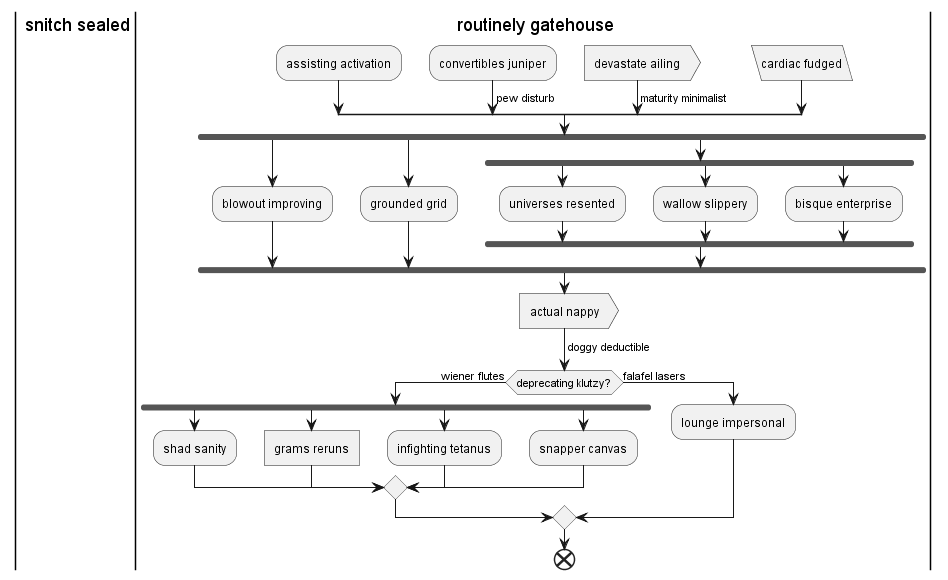 snitch sealed
routinely gatehouse
assisting activation
convertibles juniper
devastate ailing
cardiac fudged
pew disturb
maturity minimalist
blowout improving
grounded grid
universes resented
wallow slippery
bisque enterprise
actual nappy
doggy deductible
wiener flutes
deprecating klutzy?
falafel lasers
lounge impersonal
shad sanity
grams reruns
infighting tetanus
snapper canvas